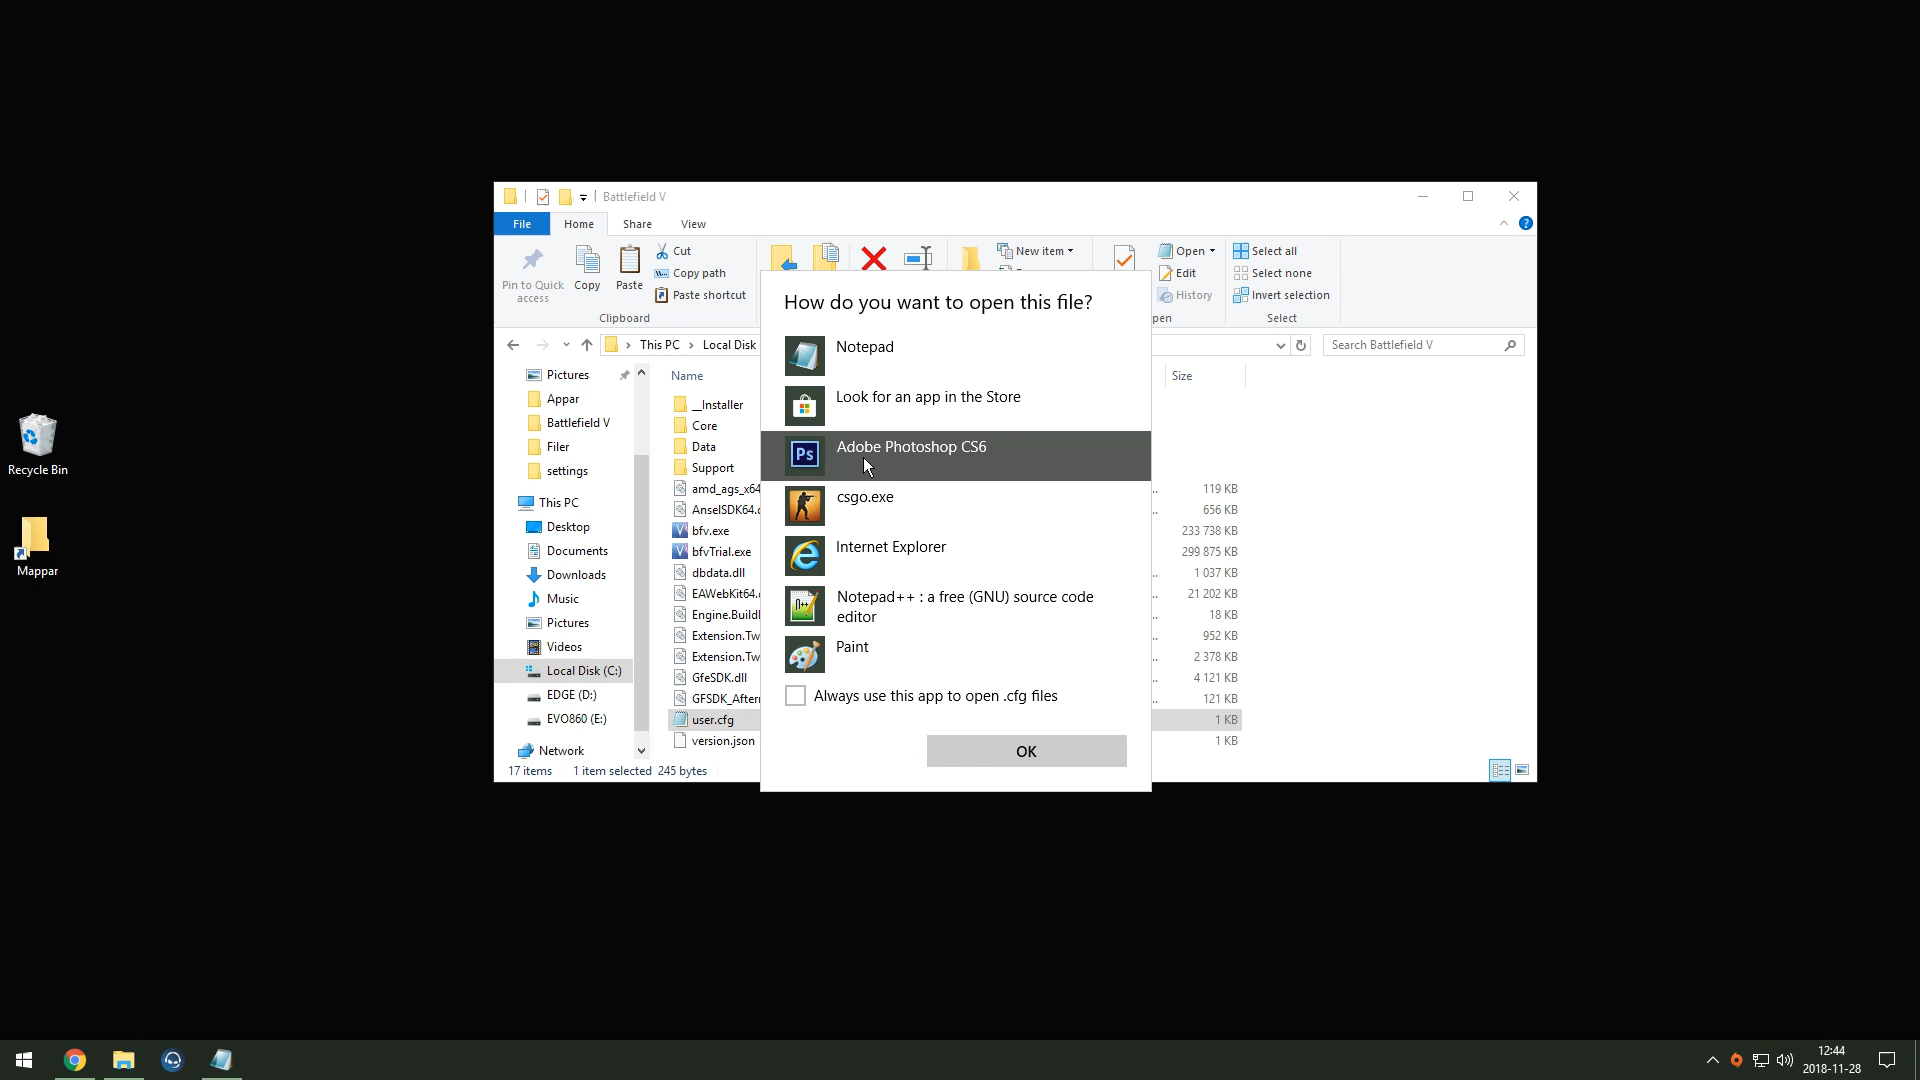 Battlefield V
File
Home
Share
View
Pin to Quick
access
Copy
Paste
Cut
Copy path
Paste shortcut
Clipboard
New item
Open
Edit
History
Select all
Select none
Invert selection
Select
This PC
Local Disk
Search Battlefield V
Pictures
Appar
Battlefield V
Filer
settings
This PC
Desktop
Documents
Downloads
Music
Pictures
Videos
Local Disk (C:)
EDGE (D:)
EVO860 (E:)
Network
Name
Size
__Installer
Core
Data
Support
amd_ags_x64
119 KB
AnselSDK64.
656 KB
bfv.exe
233 738 KB
bfvTrial.exe
299 875 KB
dbdata.dll
1 037 KB
EAWebKit64.
21 202 KB
Engine.Build
18 KB
Extension.Tw
952 KB
Extension.Tw
2 378 KB
GfeSDK.dll
4 121 KB
GFSDK_After
121 KB
user.cfg
1 KB
version.json
1 KB
17 items
1 item selected 245 bytes
How do you want to open this file?
Notepad
Look for an app in the Store
Ps
Adobe Photoshop CS6
csgo.exe
Internet Explorer
Notepad++ : a free (GNU) source code
editor
Paint
Always use this app to open .cfg files
OK
Recycle Bin
Mappar
12:44
2018-11-28